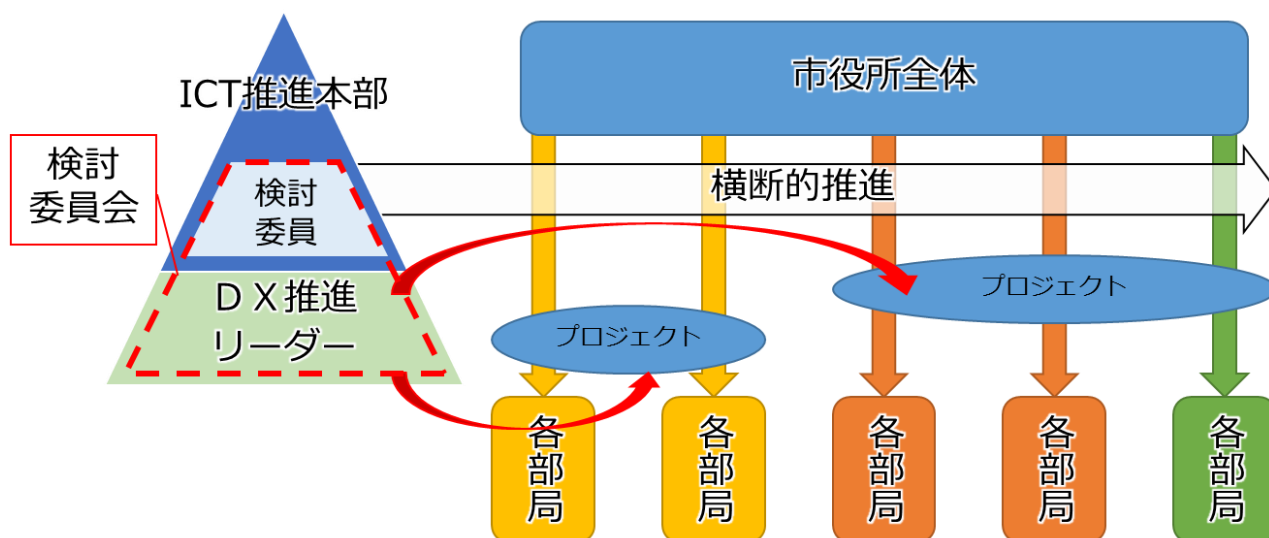 ICT推進本部
検討
委員会
検討
委員
ＤＸ推進
リーダー
市役所全体
横断的推進
プロジェクト
プロジェクト
各部局
各部局
各部局
各部局
各部局